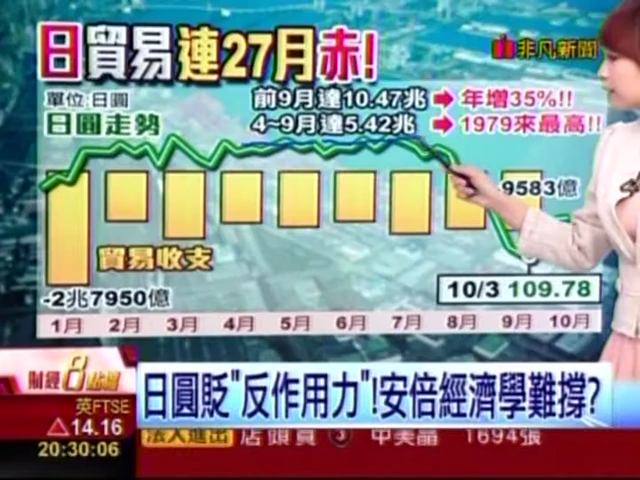 日貿易連27月赤!
非凡新聞
單位:日圓
前9月達10.47兆 ➡ 年增35%!!
日圓走勢
4~9月達5.42兆 ➡ 1979來最高!!
-9583億
貿易收支
-2兆7950億
10/3 109.78
1月 2月 3月 4月 5月 6月 7月 8月 9月 10月
財經8點檔
日圓貶"反作用力"!安倍經濟學難撐?
英FTSE
△14.16
20:30:06
法人進出 店頭買 3 中美晶 1694張